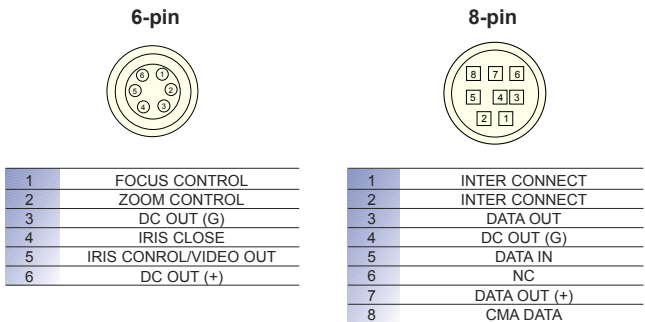 6-pin
6 1
5 2
4 3
1 FOCUS CONTROL
2 ZOOM CONTROL
3 DC OUT (G)
4 IRIS CLOSE
5 IRIS CONROL/VIDEO OUT
6 DC OUT (+)
8-pin
8 7 6
5 4 3
2 1
1 INTER CONNECT
2 INTER CONNECT
3 DATA OUT
4 DC OUT (G)
5 DATA IN
6 NC
7 DATA OUT (+)
8 CMA DATA